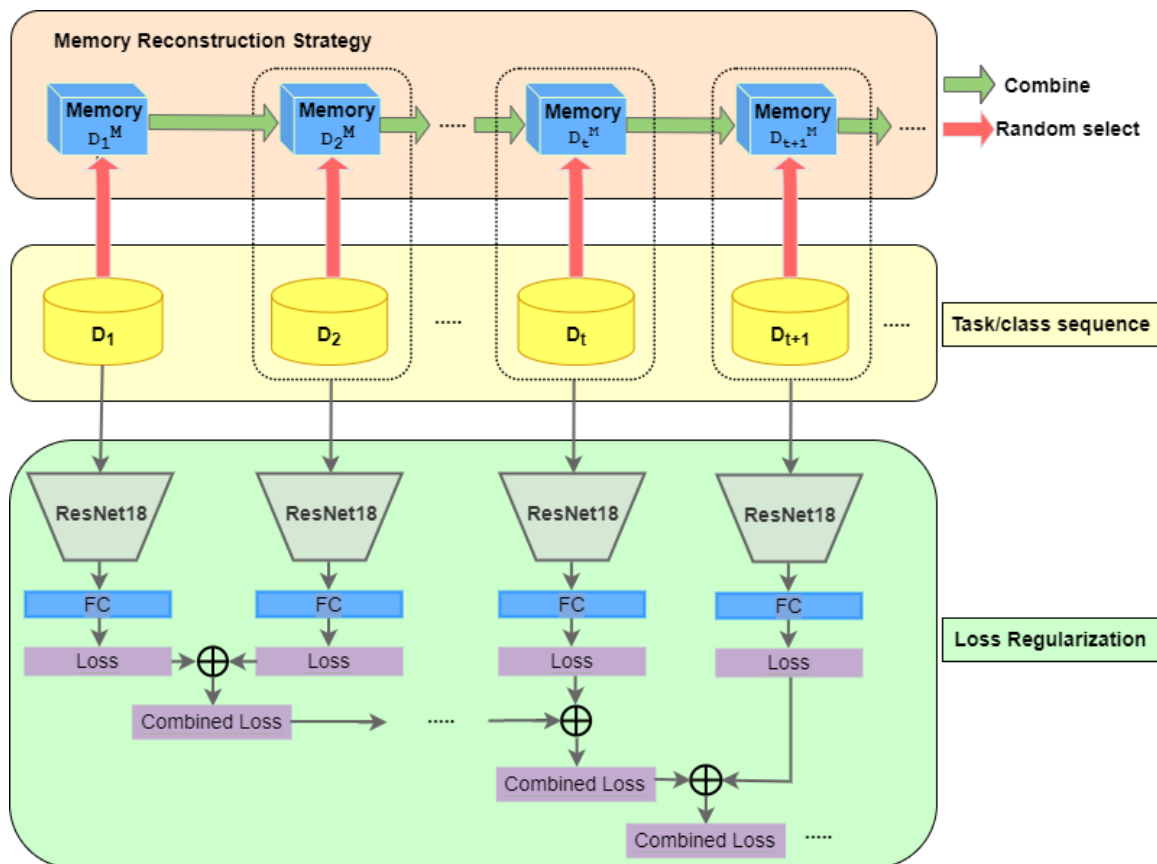 Memory Reconstruction Strategy
Memory Memory Memory Memory
D₁ᴹ D₂ᴹ ..... Dₜᴹ Dₜ₊₁ᴹ .....
Combine
Random select
D₁ D₂ ..... Dₜ Dₜ₊₁ .....
Task/class sequence
ResNet18 ResNet18 ResNet18 ResNet18
FC FC FC FC
Loss Loss Loss Loss
Loss Regularization
Combined Loss .....
Combined Loss
Combined Loss .....